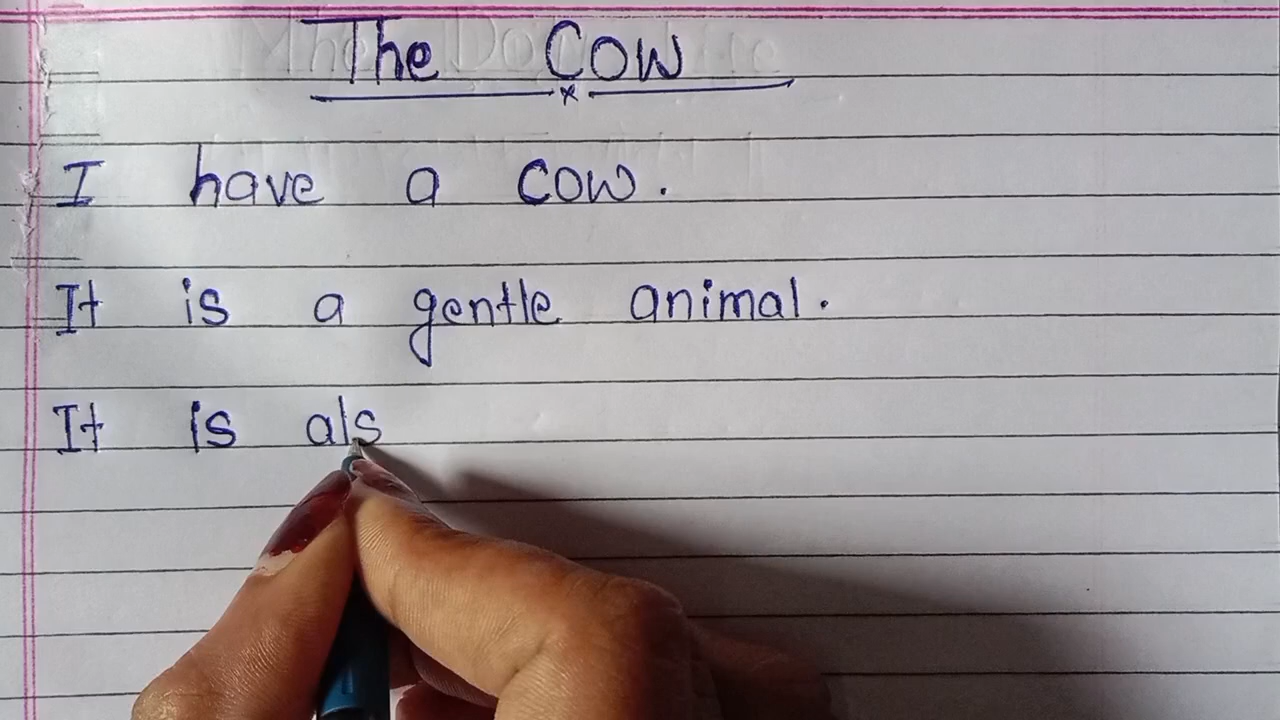 The Cow
I have a cow.
It is a gentle animal.
It is als